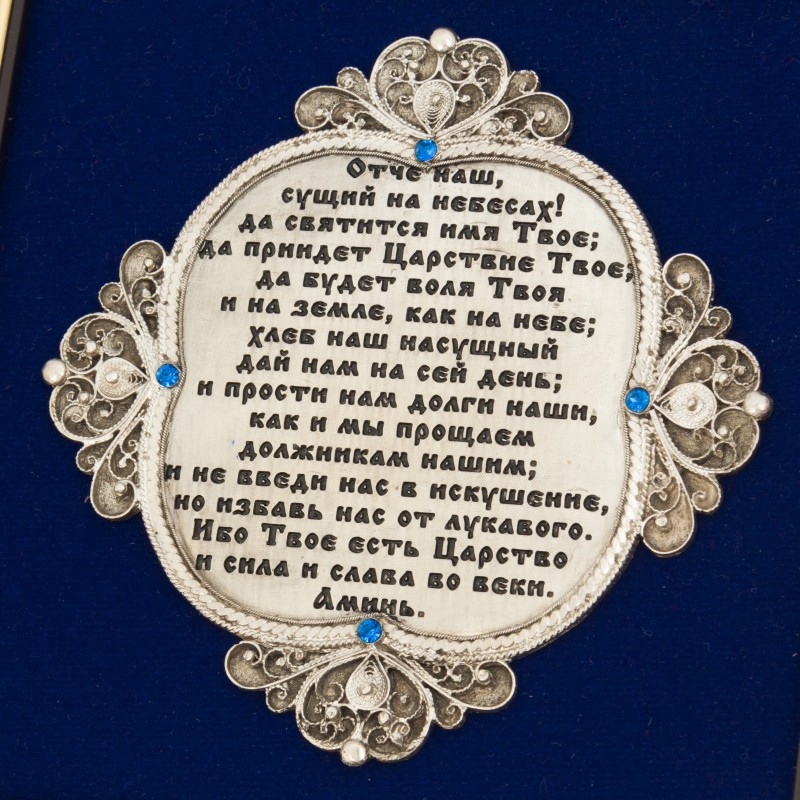 Отче наш,
сущий на небесах!
да святится имя Твое;
да приидет Царствие Твое;
да будет воля Твоя
и на земле, как на небе;
хлеб наш насущный
дай нам на сей день;
и прости нам долги наши,
как и мы прощаем
должникам нашим;
и не введи нас в искушение,
но избавь нас от лукавого.
Ибо Твое есть Царство
и сила и слава во веки.
Аминь.